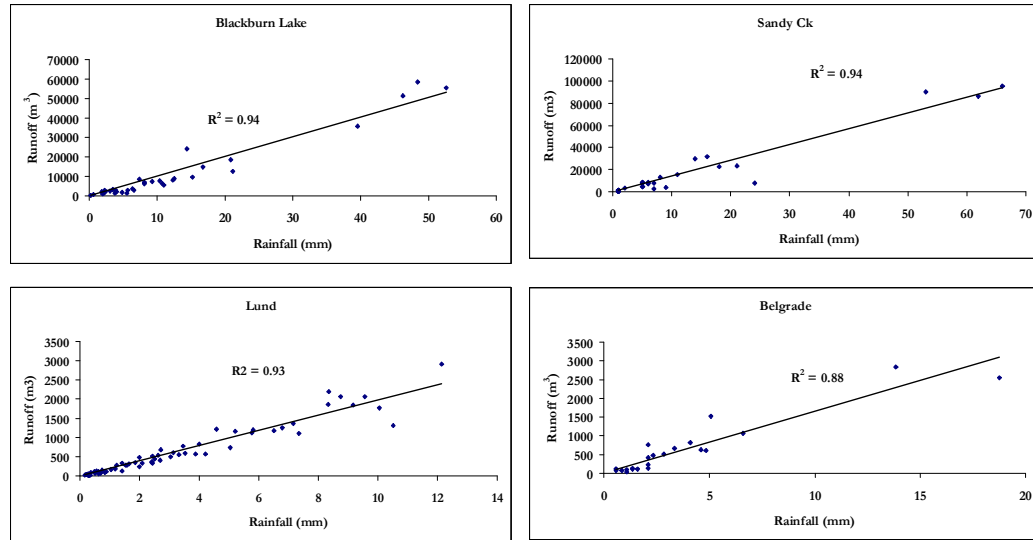 Blackburn Lake
70000
60000
50000
40000
30000
20000
10000
0
Runoff (m³)
R² = 0.94
0 10 20 30 40 50 60
Rainfall (mm)
Sandy Ck
120000
100000
80000
60000
40000
20000
0
Runoff (m3)
R² = 0.94
0 10 20 30 40 50 60 70
Rainfall (mm)
Lund
3500
3000
2500
2000
1500
1000
500
0
Runoff (m3)
R2 = 0.93
0 2 4 6 8 10 12 14
Rainfall (mm)
Belgrade
3500
3000
2500
2000
1500
1000
500
0
Runoff (m³)
R² = 0.88
0 5 10 15 20
Rainfall (mm)